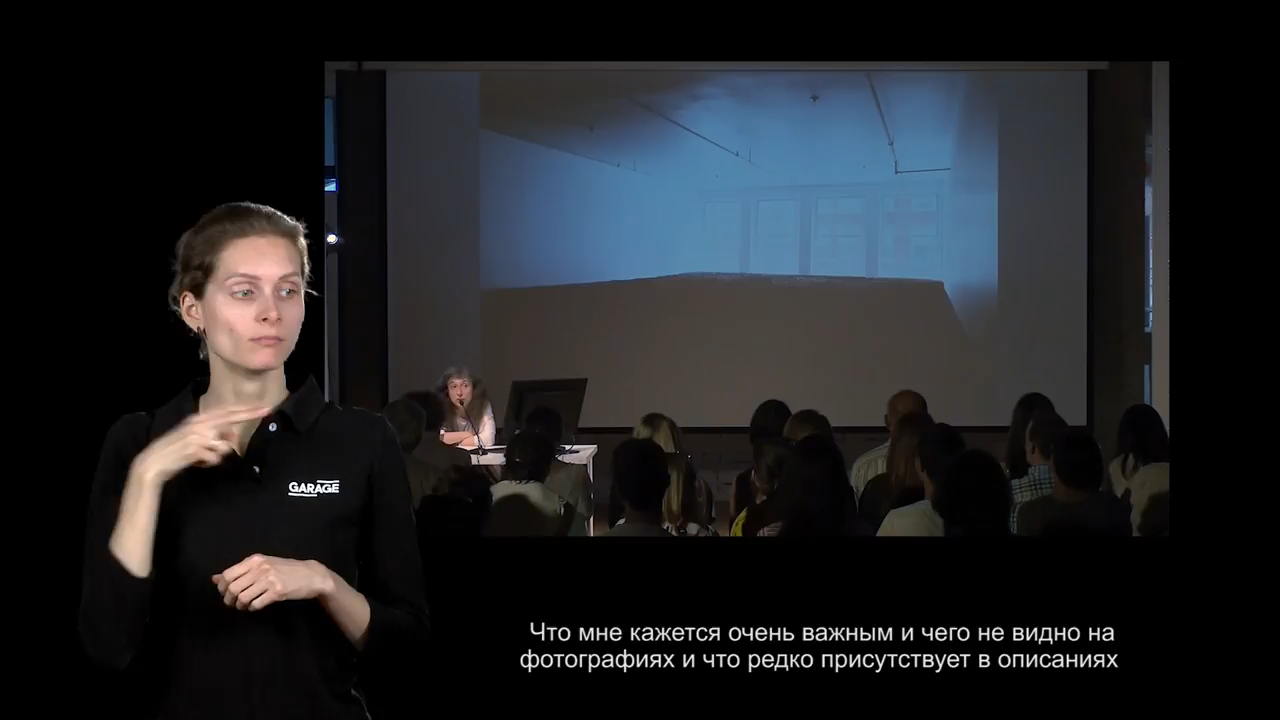 GARAGE
Что мне кажется очень важным и чего не видно на
фотографиях и что редко присутствует в описаниях